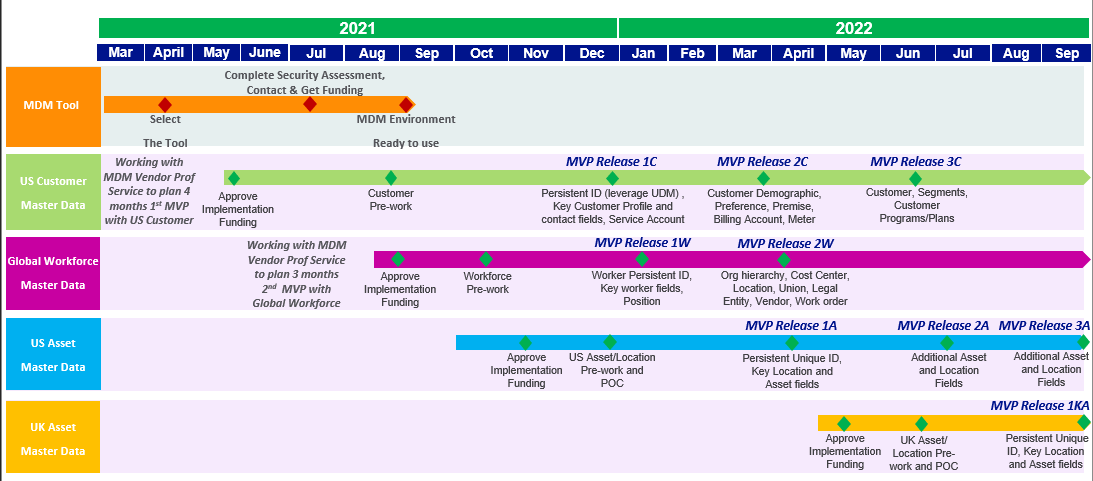 2021 2022
Mar April May June Jul Aug Sep Oct Nov Dec Jan Feb Mar April May Jun Jul Aug Sep
MDM Tool
Complete Security Assessment,
Contact & Get Funding
Select
The Tool
MDM Environment
Ready to use
US Customer
Master Data
Working with
MDM Vendor Prof
Service to plan 4
months 1st MVP
with US Customer
Approve
Implementation
Funding
Customer
Pre-work
MVP Release 1C
Persistent ID (leverage UDM) ,
Key Customer Profile and
contact fields, Service Account
MVP Release 2C
Customer Demographic,
Preference, Premise,
Billing Account, Meter
MVP Release 3C
Customer, Segments,
Customer
Programs/Plans
Global Workforce
Master Data
Working with MDM
Vendor Prof Service
to plan 3 months
2nd MVP with
Global Workforce
Approve
Implementation
Funding
Workforce
Pre-work
MVP Release 1W
Worker Persistent ID,
Key worker fields,
Position
MVP Release 2W
Org hierarchy, Cost Center,
Location, Union, Legal
Entity, Vendor, Work order
US Asset
Master Data
Approve
Implementation
Funding
US Asset/Location
Pre-work and
POC
MVP Release 1A
Persistent Unique ID,
Key Location and
Asset fields
MVP Release 2A
Additional Asset
and Location
Fields
MVP Release 3A
Additional Asset
and Location
Fields
UK Asset
Master Data
Approve
Implementation
Funding
UK Asset/
Location Pre-
work and POC
MVP Release 1KA
Persistent Unique
ID, Key Location
and Asset fields